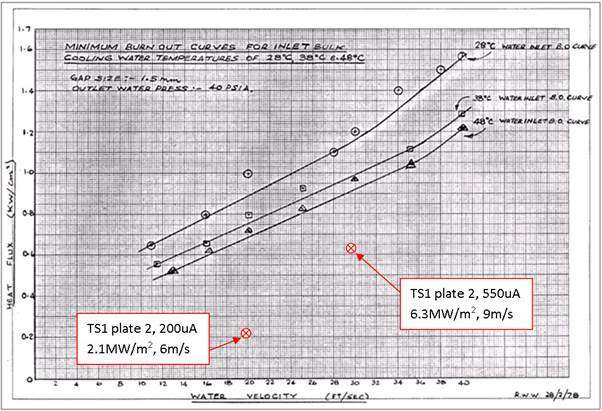 MINIMUM BURN OUT CURVES FOR INLET BULK
COOLING WATER TEMPERATURES OF 28°C, 38°C & 48°C
GAP SIZE :- 1.5mm
OUTLET WATER PRESS :- 40 PSIA.
28°C WATER INLET B.O CURVE
38°C WATER INLET B.O. CURVE
48°C WATER INLET B.O. CURVE
HEAT FLUX (KW/cm²)
1.7
1.6
1.4
1.2
1.0
0.8
0.6
0.4
0.2
0
TS1 plate 2, 550uA
6.3MW/m², 9m/s
TS1 plate 2, 200uA
2.1MW/m², 6m/s
2 4 6 8 10 12 14 16 18 20 22 24 26 28 30 32 34 36 38 40
WATER VELOCITY (FT/SEC)
R.W.W. 28/2/78